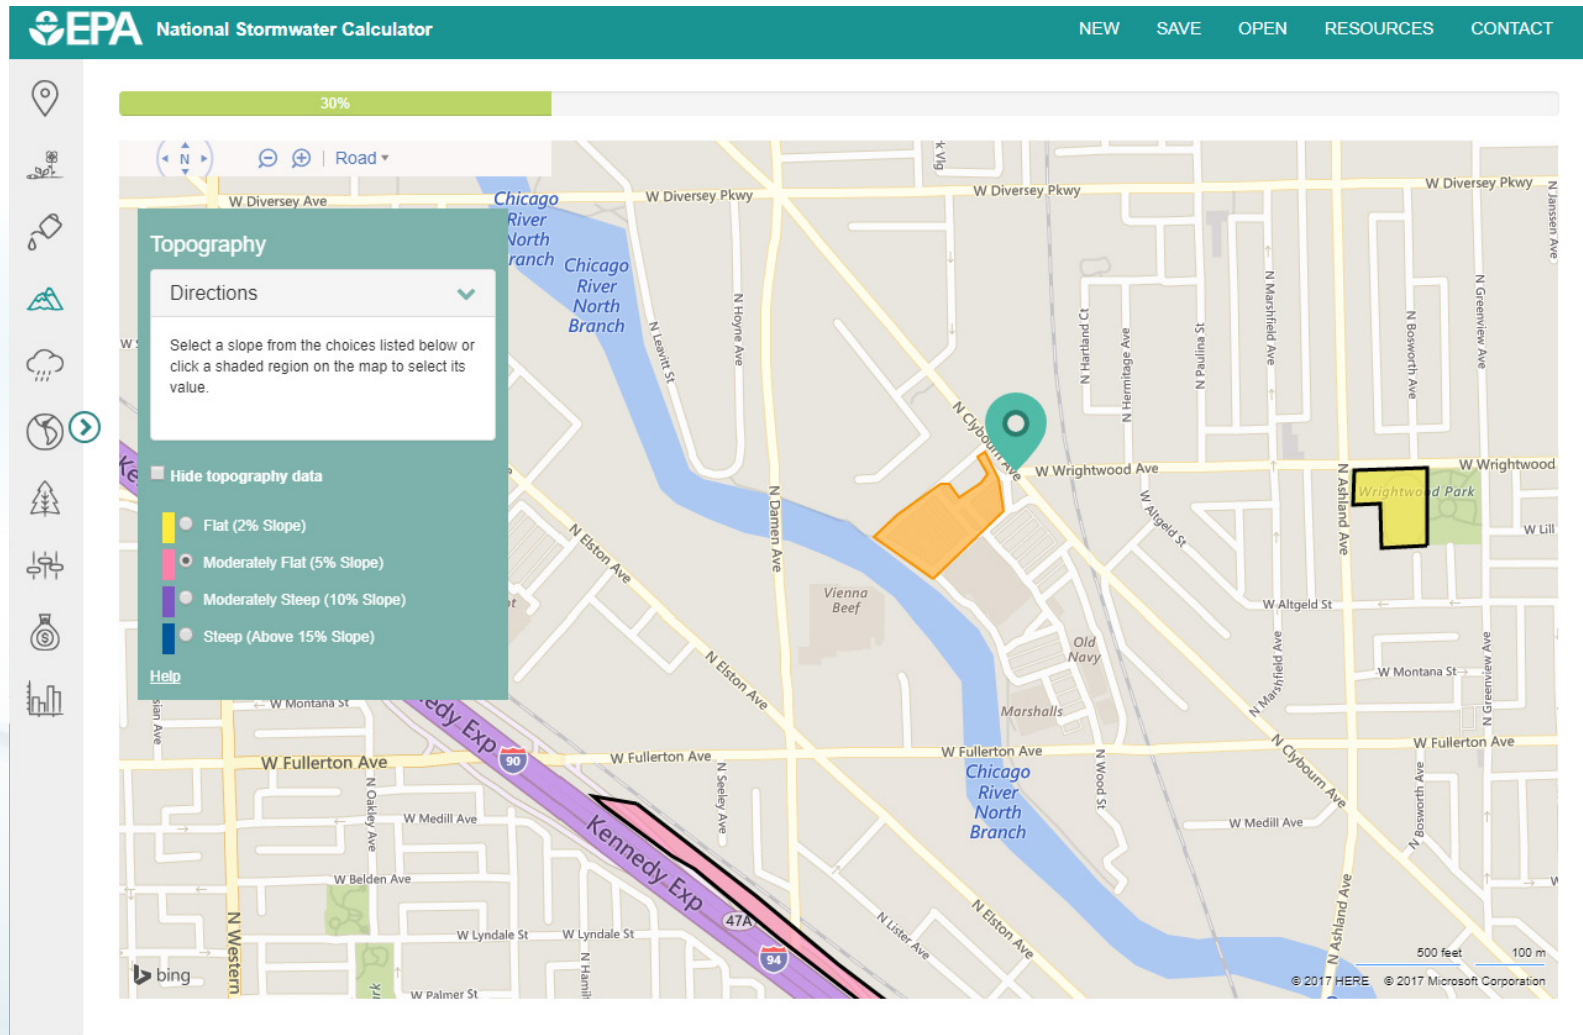 EPA National Stormwater Calculator
NEW SAVE OPEN RESOURCES CONTACT
30%
N
Road
Topography
Directions
Select a slope from the choices listed below or
click a shaded region on the map to select its
value.
Hide topography data
Flat (2% Slope)
Moderately Flat (5% Slope)
Moderately Steep (10% Slope)
Steep (Above 15% Slope)
Help
k Vlg
W Diversey Ave
Chicago
River
North
ranch
W Diversey Pkwy
W Diversey Pkwy
W Diversey Pkwy
N Janssen Ave
Chicago
River
North
Branch
N Leavitt St
N Hoyne Ave
N Hartland Ct
N Hermitage Ave
N Paulina St
N Marshfield Ave
N Bosworth Ave
N Greenview Ave
N Clybourn Ave
W Wrightwood Ave
W Wrightwood
Wrightwood Park
N Ashland Ave
W Altgeld St
W Lill
N Damen Ave
N Elston Ave
Vienna
Beef
W Altgeld St
Old
Navy
N Marshfield Ave
W Montana St
N Greenview Ave
N Elston Ave
Marshalls
W Montana St
sian Ave
edy Exp
90
W Fullerton Ave
W Fullerton Ave
W Fullerton Ave
W Fullerton Ave
N Clybourn Ave
Chicago
River
North
Branch
N Wood St
N Oakley Ave
N Seeley Ave
W Medill Ave
W Medill Ave
N Bosworth Ave
Kennedy Exp
W Belden Ave
47A
94
N Western
W Lyndale St
W Lyndale St
N Hamil
N Lister Ave
N Elston Ave
N Ashland Ave
bing
rk
W Palmer St
500 feet 100 m
© 2017 HERE © 2017 Microsoft Corporation